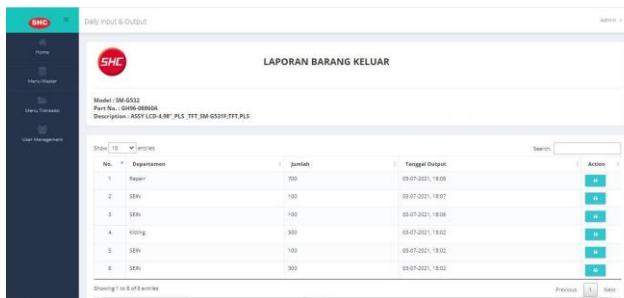 SHC
Daily Input & Output
Admin
Home
Menu Master
Menu Transaksi
User Management
SHC
LAPORAN BARANG KELUAR
Model : SM-G532
Part No. : GH96-08860A
Description : ASSY LCD-4.98"_PLS_TFT_SM-G531F,TFT,PLS
Show 10 entries
Search:
No. Departemen Jumlah Tanggal Output Action
1 Repair 700 03-07-2021, 18:08
2 SEIN 100 03-07-2021, 18:07
3 SEIN 100 03-07-2021, 18:06
4 Kitting 500 03-07-2021, 18:02
5 SEIN 100 03-07-2021, 18:02
6 SEIN 300 03-07-2021, 18:02
Showing 1 to 6 of 6 entries
Previous 1 Next